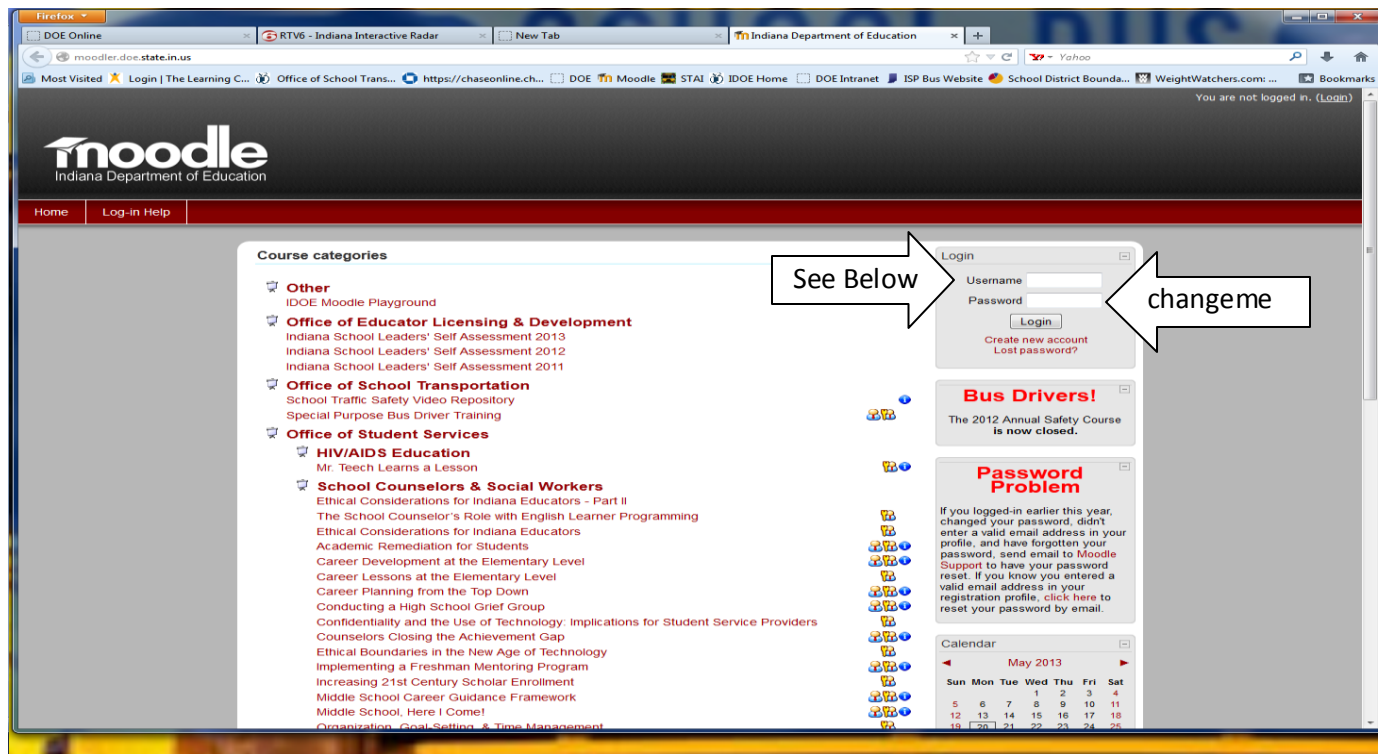 Firefox
DOE Online
RTV6 - Indiana Interactive Radar
New Tab
Indiana Department of Education
moodler.doe.state.in.us
Yahoo
Most Visited
Login | The Learning C...
Office of School Trans...
https://chaseonline.ch...
DOE
Moodle
STAI
IDOE Home
DOE Intranet
ISP Bus Website
School District Bounda...
WeightWatchers.com: ...
Bookmarks
You are not logged in. (Login)
moodle
Indiana Department of Education
Home
Log-in Help
Course categories
Other
IDOE Moodle Playground
Office of Educator Licensing & Development
Indiana School Leaders' Self Assessment 2013
Indiana School Leaders' Self Assessment 2012
Indiana School Leaders' Self Assessment 2011
Office of School Transportation
School Traffic Safety Video Repository
Special Purpose Bus Driver Training
Office of Student Services
HIV/AIDS Education
Mr. Teech Learns a Lesson
School Counselors & Social Workers
Ethical Considerations for Indiana Educators - Part II
The School Counselor's Role with English Learner Programming
Ethical Considerations for Indiana Educators
Academic Remediation for Students
Career Development at the Elementary Level
Career Lessons at the Elementary Level
Career Planning from the Top Down
Conducting a High School Grief Group
Confidentiality and the Use of Technology: Implications for Student Service Providers
Counselors Closing the Achievement Gap
Ethical Boundaries in the New Age of Technology
Implementing a Freshman Mentoring Program
Increasing 21st Century Scholar Enrollment
Middle School Career Guidance Framework
Middle School, Here I Come!
Organization, Goal-Setting, & Time Management
See Below
Login
Username
Password
changeme
Login
Create new account
Lost password?
Bus Drivers!
The 2012 Annual Safety Course
is now closed.
Password
Problem
If you logged-in earlier this year,
changed your password, didn't
enter a valid email address in your
profile, and have forgotten your
password, send email to Moodle
Support to have your password
reset. If you know you entered a
valid email address in your
registration profile, click here to
reset your password by email.
Calendar
May 2013
Sun Mon Tue Wed Thu Fri Sat
1 2 3 4
5 6 7 8 9 10 11
12 13 14 15 16 17 18
19 20 21 22 23 24 25